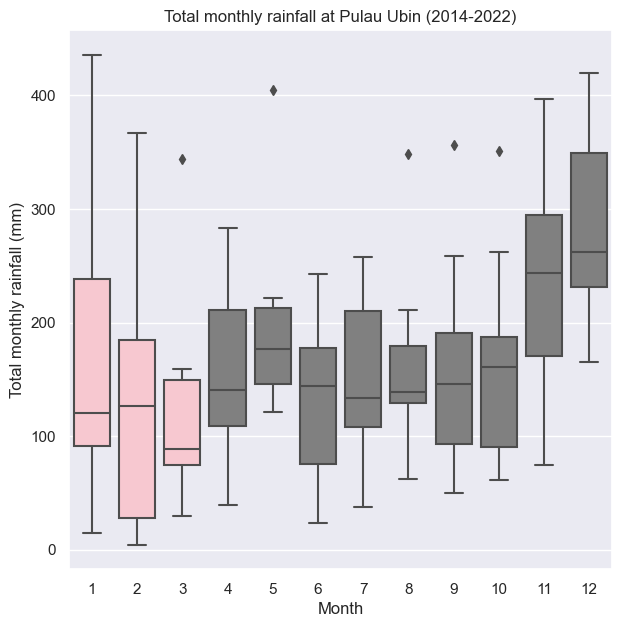 Total monthly rainfall at Pulau Ubin (2014-2022)
Total monthly rainfall (mm)
400
300
200
100
0
1 2 3 4 5 6 7 8 9 10 11 12
Month